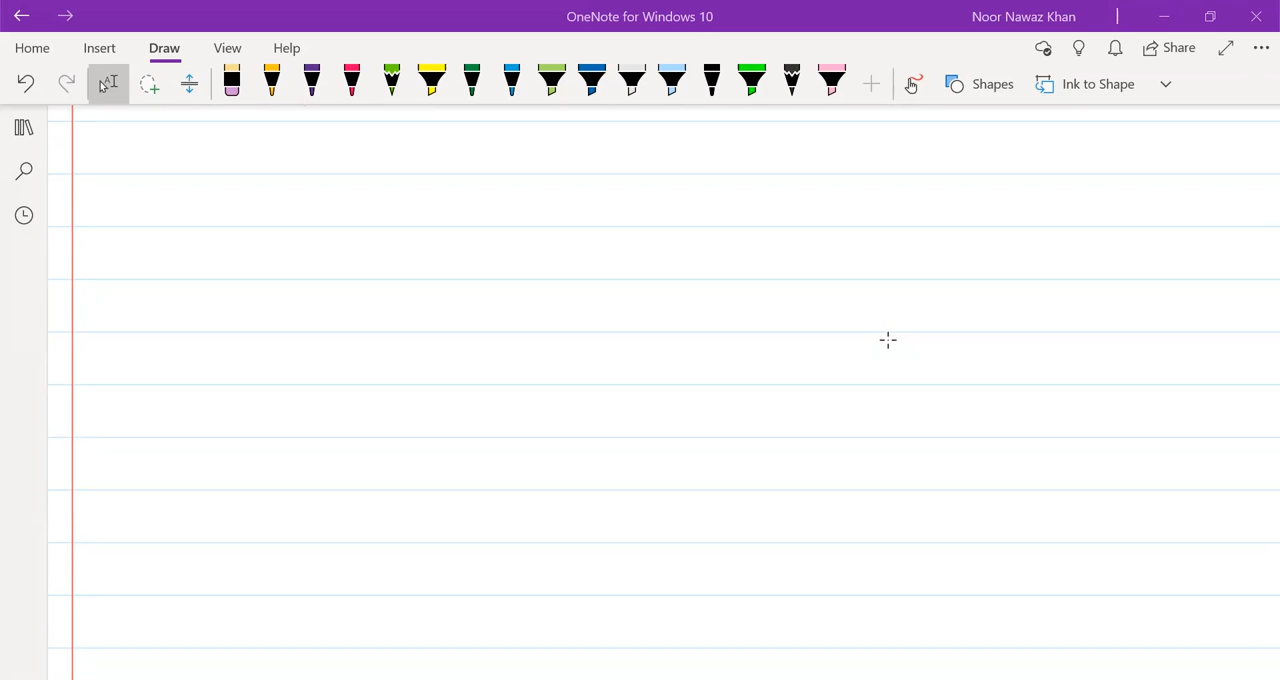 OneNote for Windows 10 Noor Nawaz Khan
Home Insert Draw View Help Share
Shapes Ink to Shape